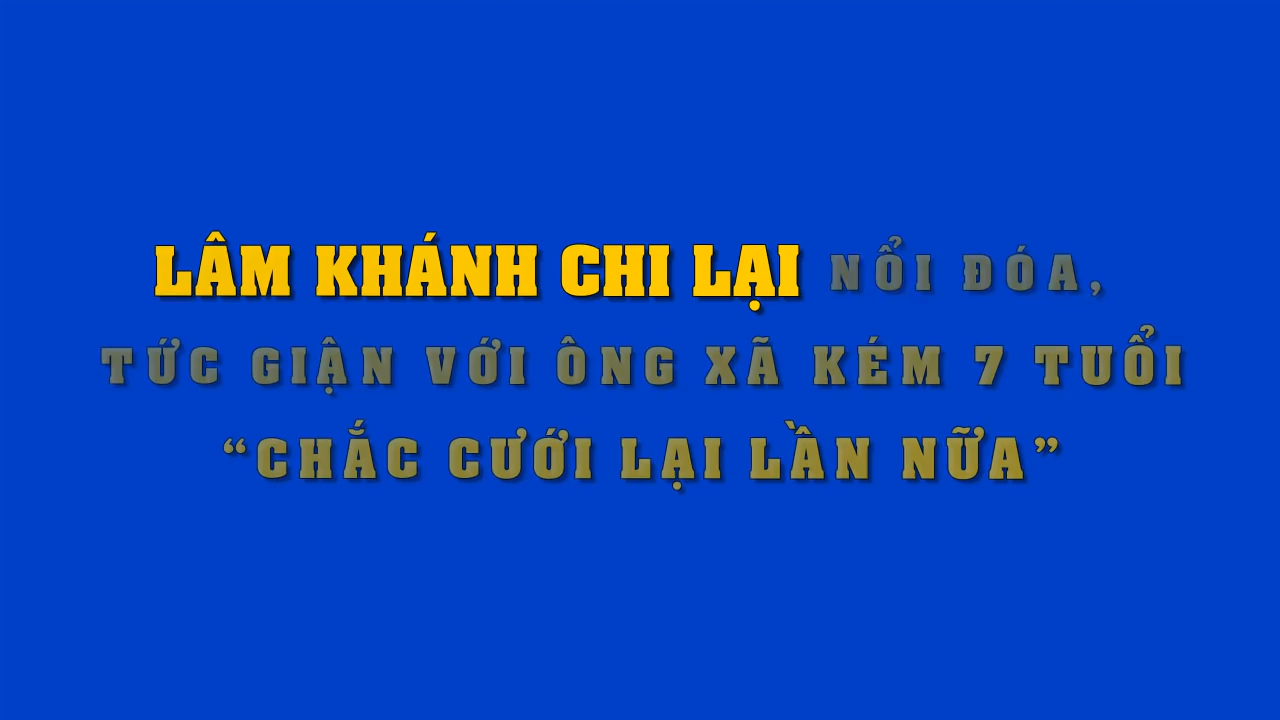 LÂM KHÁNH CHI LẠI NỔI ĐÓA,
TỨC GIẬN VỚI ÔNG XÃ KÉM 7 TUỔI
“CHẮC CƯỚI LẠI LẦN NỮA”